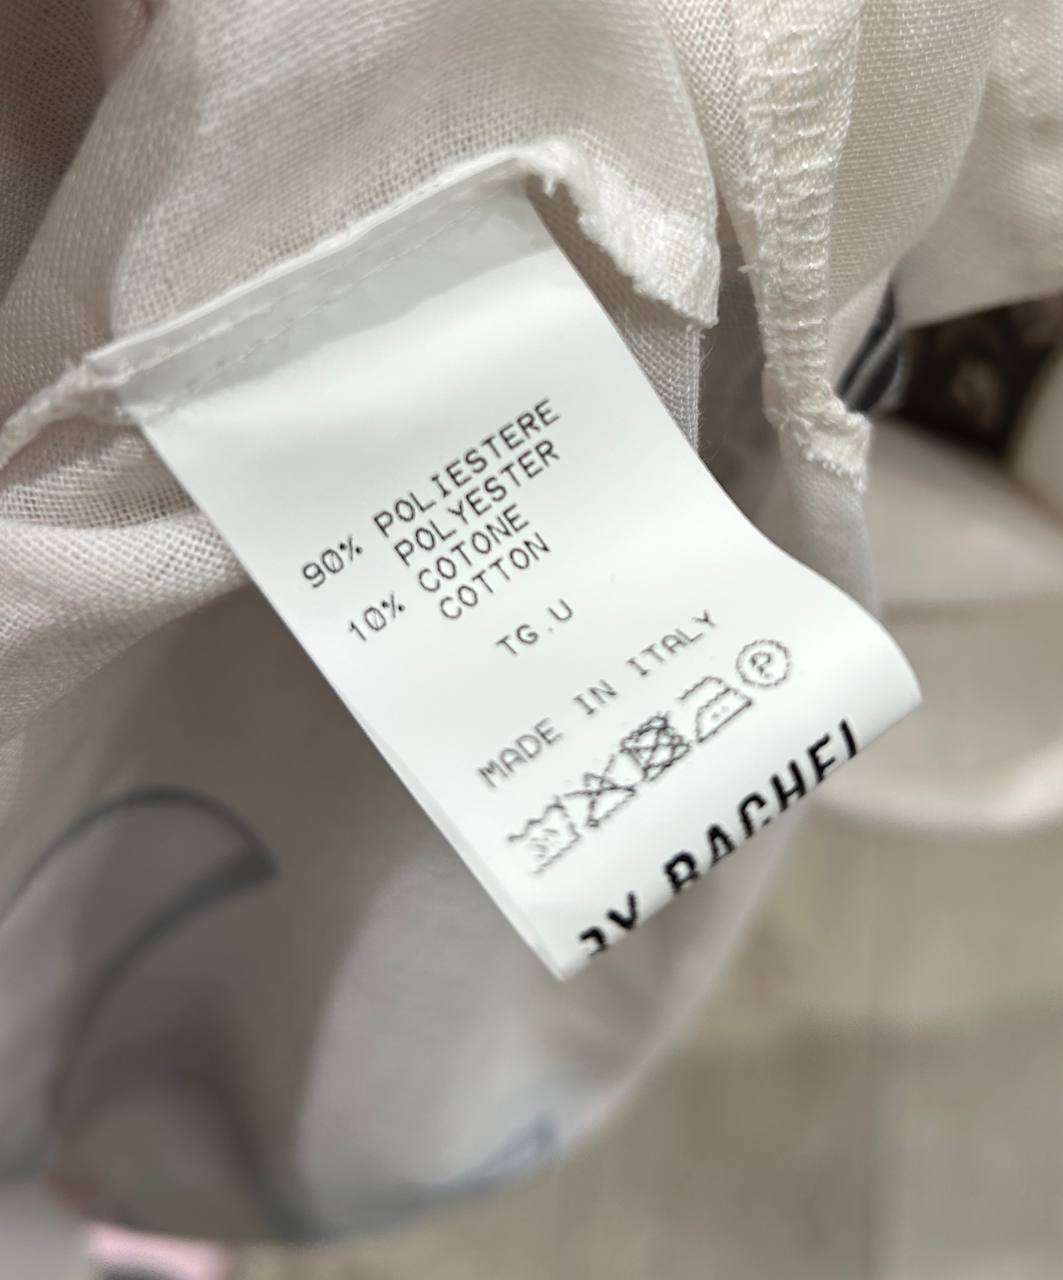 90% POLIESTERE
POLYESTER
10% COTONE
COTTON
TG.U
MADE IN ITALY
P